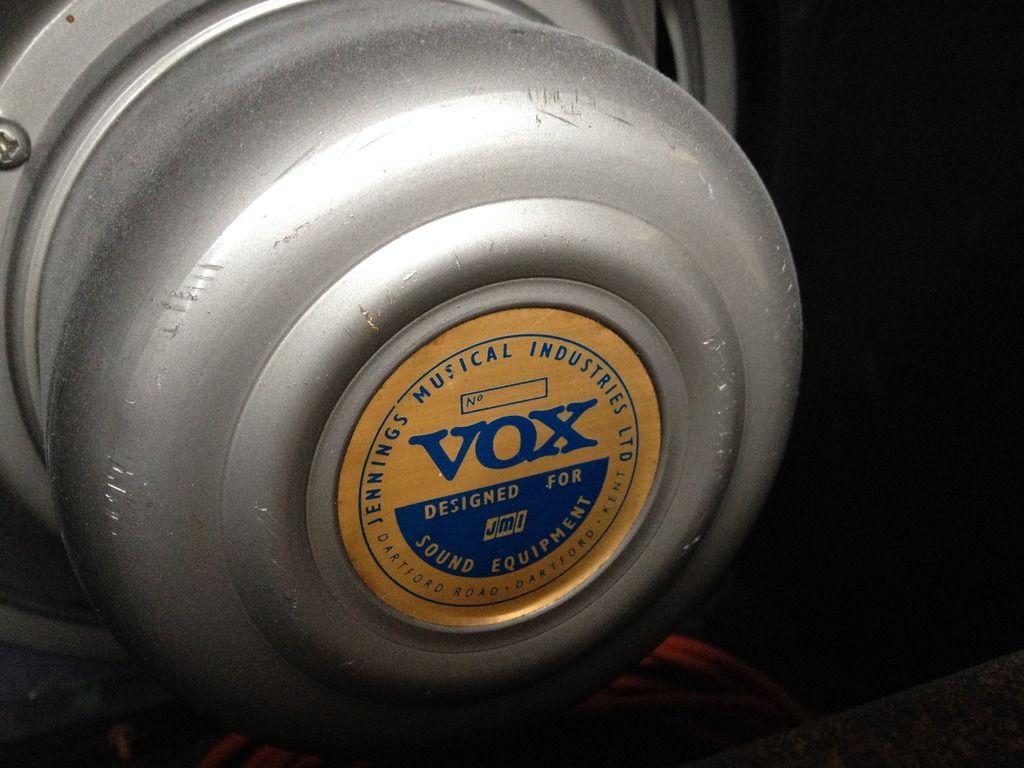 JENNINGS MUSICAL INDUSTRIES LTD
Nº
VOX
DESIGNED FOR
JMI
SOUND EQUIPMENT
DARTFORD ROAD · DARTFORD · KENT